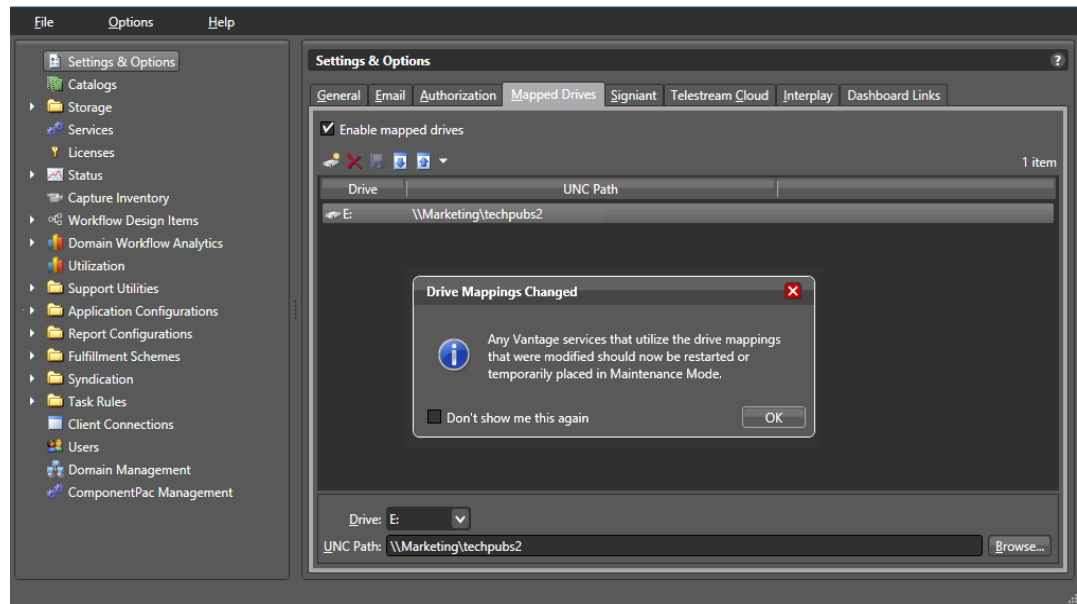 File Options Help
Settings & Options
Catalogs
Storage
Services
Licenses
Status
Capture Inventory
Workflow Design Items
Domain Workflow Analytics
Utilization
Support Utilities
Application Configurations
Report Configurations
Fulfillment Schemes
Syndication
Task Rules
Client Connections
Users
Domain Management
ComponentPac Management
Settings & Options ?
General Email Authorization Mapped Drives Signiant Telestream Cloud Interplay Dashboard Links
Enable mapped drives
1 item
Drive UNC Path
E: \\Marketing\techpubs2
Drive Mappings Changed
Any Vantage services that utilize the drive mappings
that were modified should now be restarted or
temporarily placed in Maintenance Mode.
Don't show me this again OK
Drive: E:
UNC Path: \\Marketing\techpubs2 Browse...